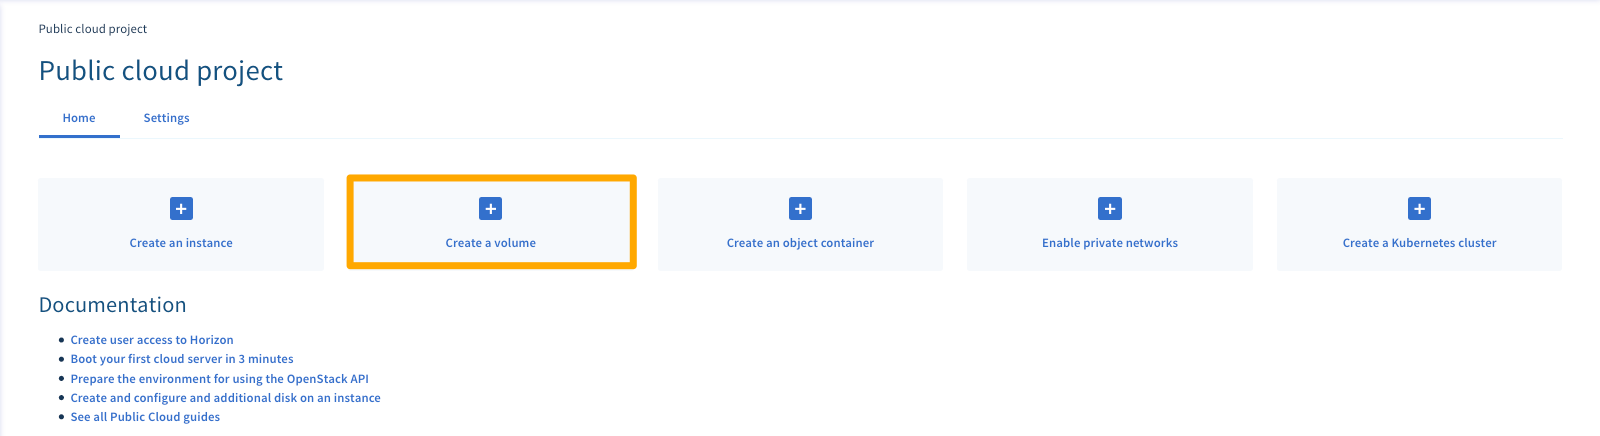 Public cloud project
Public cloud project
Home Settings
Create an instance Create a volume Create an object container Enable private networks Create a Kubernetes cluster
Documentation
Create user access to Horizon
Boot your first cloud server in 3 minutes
Prepare the environment for using the OpenStack API
Create and configure and additional disk on an instance
See all Public Cloud guides